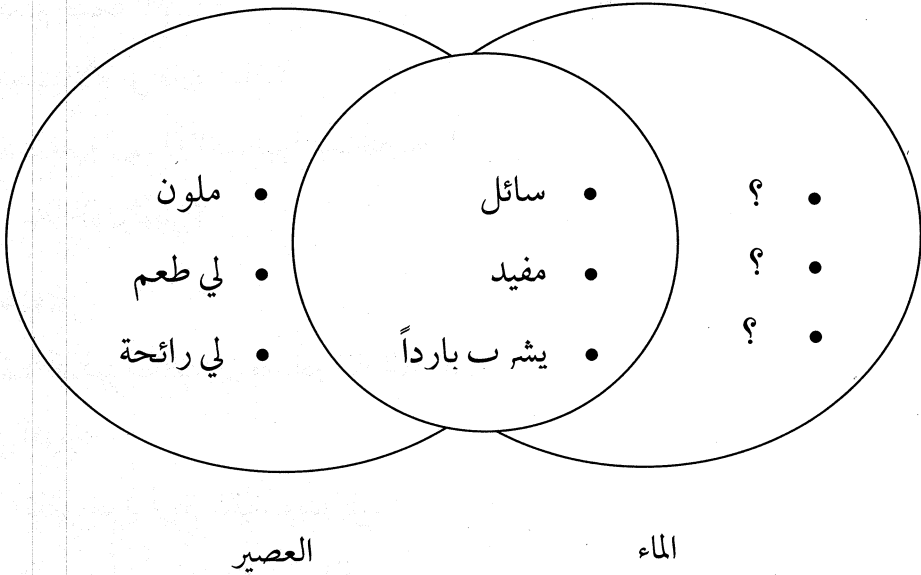 • ؟
• ؟
• ؟
• سائل
• مفيد
• يشرب بارداً
• ملون
• لي طعم
• لي رائحة
الماء
العصير